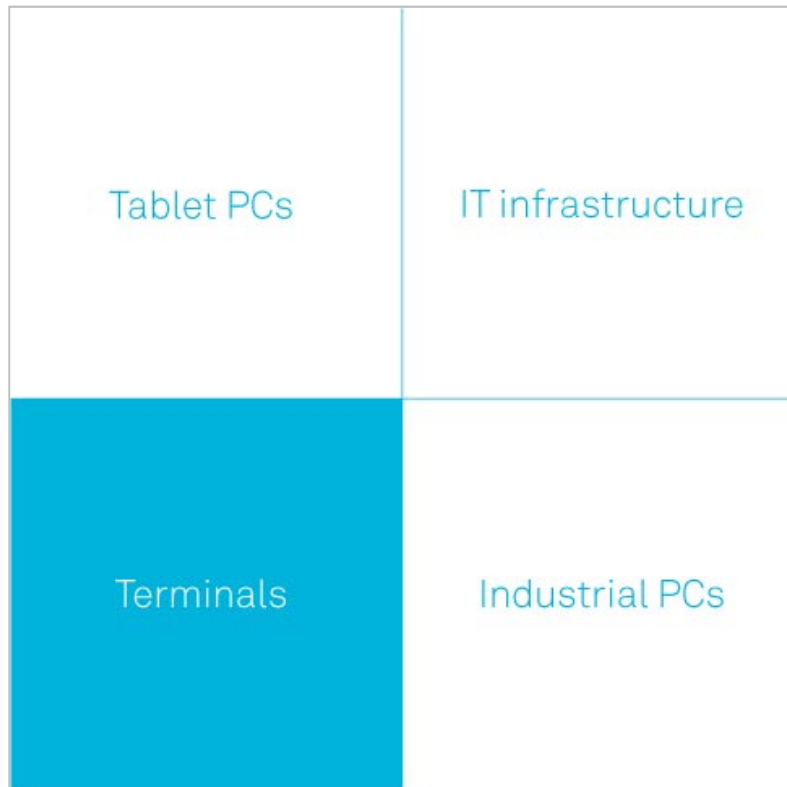 Tablet PCs
IT infrastructure
Terminals
Industrial PCs